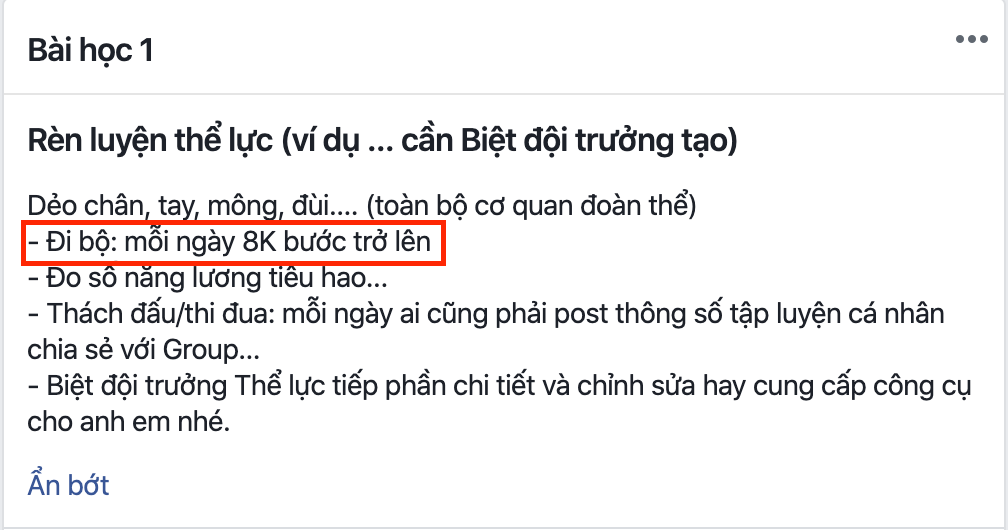 Bài học 1
Rèn luyện thể lực (ví dụ ... cần Biệt đội trưởng tạo)
Dẻo chân, tay, mông, đùi.... (toàn bộ cơ quan đoàn thể)
- Đi bộ: mỗi ngày 8K bước trở lên
- Đo số năng lương tiêu hao...
- Thách đấu/thi đua: mỗi ngày ai cũng phải post thông số tập luyện cá nhân
chia sẻ với Group...
- Biệt đội trưởng Thể lực tiếp phần chi tiết và chỉnh sửa hay cung cấp công cụ
cho anh em nhé.
Ẩn bớt